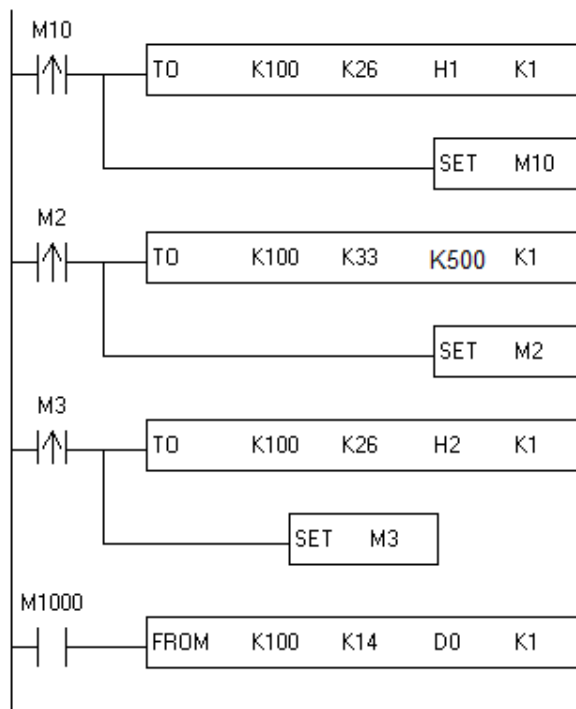 M10
TO K100 K26 H1 K1
SET M10
M2
TO K100 K33 K500 K1
SET M2
M3
TO K100 K26 H2 K1
SET M3
M1000
FROM K100 K14 D0 K1